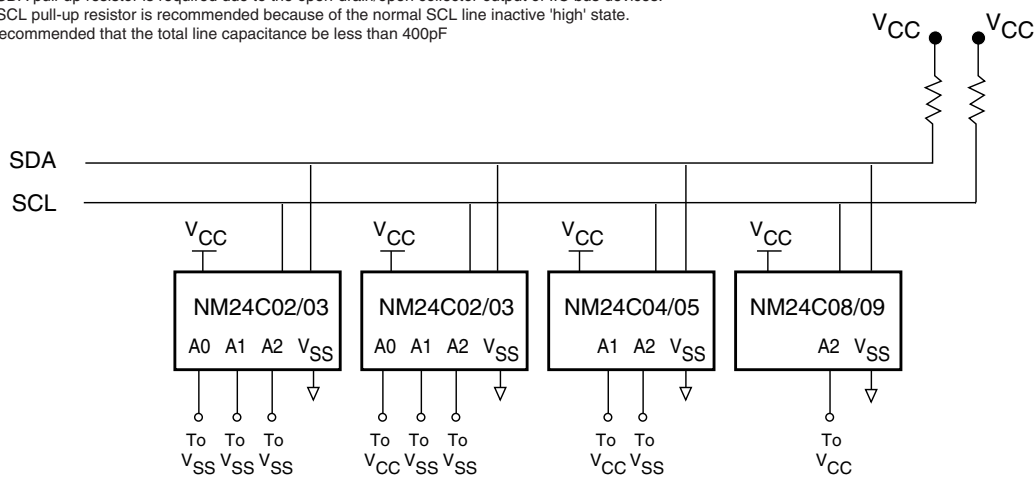 SCL pull-up resistor is recommended because of the normal SCL line inactive 'high' state.
recommended that the total line capacitance be less than 400pF
VCC VCC
SDA
SCL
VCC VCC VCC VCC
NM24C02/03 NM24C02/03 NM24C04/05 NM24C08/09
A0 A1 A2 VSS A0 A1 A2 VSS A1 A2 VSS A2 VSS
To To To To To To To To To
VSS VSS VSS VCC VSS VSS VCC VSS VCC